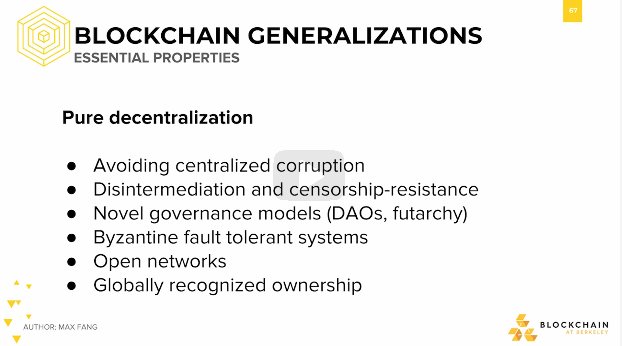 67
BLOCKCHAIN GENERALIZATIONS
ESSENTIAL PROPERTIES
Pure decentralization
● Avoiding centralized corruption
● Disintermediation and censorship-resistance
● Novel governance models (DAOs, futarchy)
● Byzantine fault tolerant systems
● Open networks
● Globally recognized ownership
AUTHOR: MAX FANG
BLOCKCHAIN
AT BERKELEY